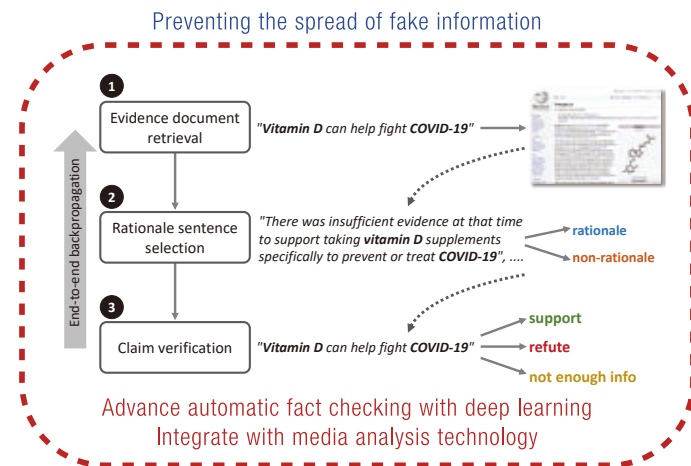 Preventing the spread of fake information
1
Evidence document
retrieval
"Vitamin D can help fight COVID-19"
End-to-end backpropagation
2
Rationale sentence
selection
"There was insufficient evidence at that time
to support taking vitamin D supplements
specifically to prevent or treat COVID-19", ....
rationale
non-rationale
3
Claim verification
"Vitamin D can help fight COVID-19"
support
refute
not enough info
Advance automatic fact checking with deep learning
Integrate with media analysis technology